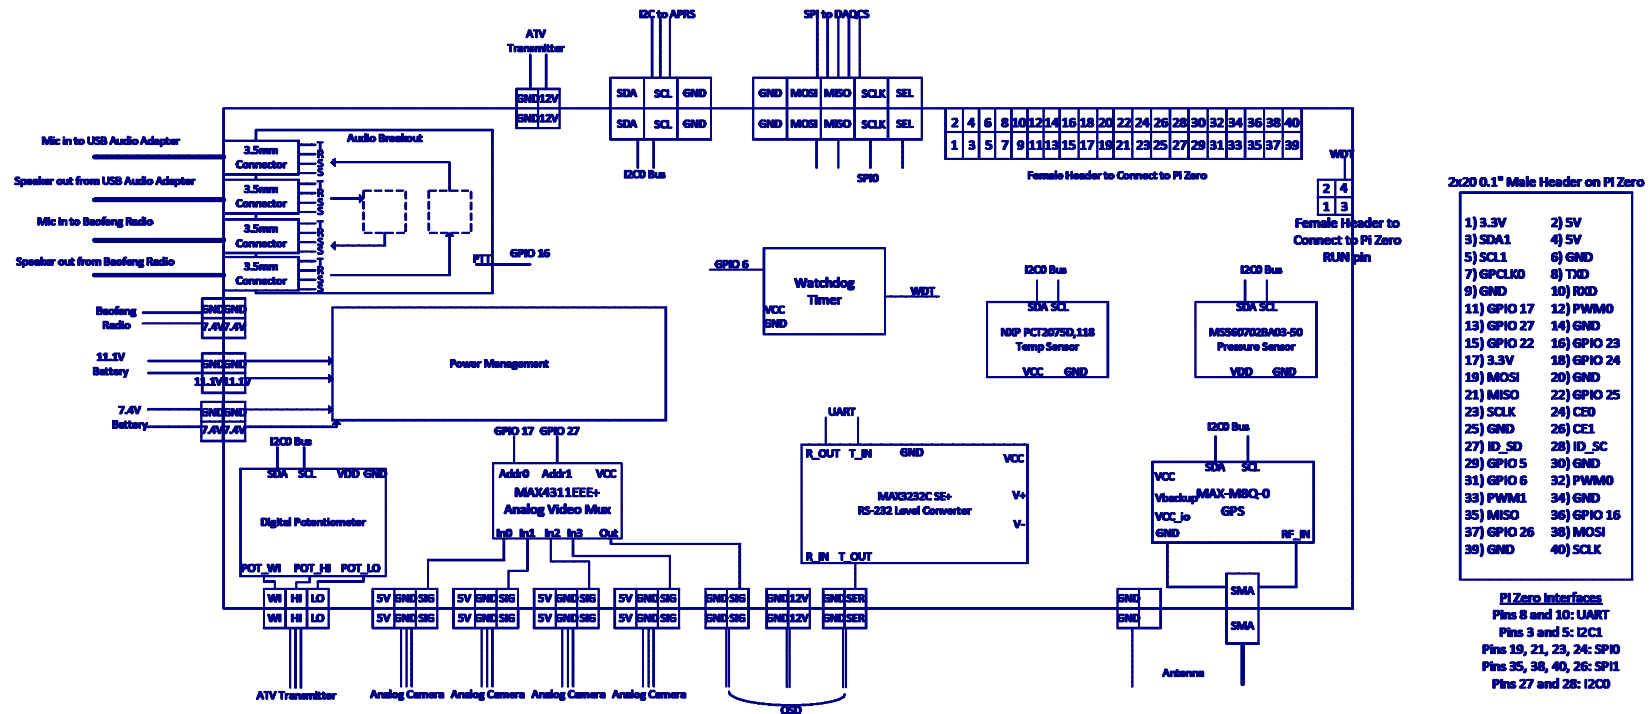 I2C to APRS
SPI to DAQCS
ATV
Transmitter
GND 12V
GND 12V
SDA SCL GND
SDA SCL GND
I2C0 Bus
GND MOSI MISO SCLK SEL
GND MOSI MISO SCLK SEL
SPI0
2 4 6 8 10 12 14 16 18 20 22 24 26 28 30 32 34 36 38 40
1 3 5 7 9 11 13 15 17 19 21 23 25 27 29 31 33 35 37 39
Female Header to Connect to Pi Zero
WDT
2 4
1 3
Female Header to
Connect to Pi Zero
RUN pin
Audio Breakout
Mic in to USB Audio Adapter
3.5mm
Connector
Speaker out from USB Audio Adapter
3.5mm
Connector
Mic in to Baofeng Radio
3.5mm
Connector
Speaker out from Baofeng Radio
3.5mm
Connector
PTT
GPIO 16
Baofeng
Radio
GND GND
7.4V 7.4V
11.1V
Battery
GND GND
11.1V 11.1V
7.4V
Battery
GND GND
7.4V 7.4V
Power Management
GPIO 6
Watchdog
Timer
VCC
GND
WDT
I2C0 Bus
SDA SCL
NXP PCT2075D,118
Temp Sensor
VCC GND
I2C0 Bus
SDA SCL
MS560702BA03-50
Pressure Sensor
VDD GND
I2C0 Bus
SDA SCL VDD GND
Digital Potentiometer
POT_WI POT_HI POT_LO
WI HI LO
WI HI LO
ATV Transmitter
GPIO 17 GPIO 27
Addr0 Addr1 VCC
MAX4311EEE+
Analog Video Mux
In0 In1 In2 In3 Out
5V GND SIG
5V GND SIG
Analog Camera
5V GND SIG
5V GND SIG
Analog Camera
5V GND SIG
5V GND SIG
Analog Camera
5V GND SIG
5V GND SIG
Analog Camera
UART
R_OUT T_IN GND VCC
MAX3232C SE+
RS-232 Level Converter
V+
V-
R_IN T_OUT
GND SIG
GND SIG
GND 12V
GND 12V
GND SER
GND SER
OSD
I2C0 Bus
SDA SCL
VCC
Vbackup
VCC_io
GND
MAX-M8Q-0
GPS
RF_IN
GND
GND
SMA
SMA
Antenna
2x20 0.1" Male Header on Pi Zero
1) 3.3V 2) 5V
3) SDA1 4) 5V
5) SCL1 6) GND
7) GPCLK0 8) TXD
9) GND 10) RXD
11) GPIO 17 12) PWM0
13) GPIO 27 14) GND
15) GPIO 22 16) GPIO 23
17) 3.3V 18) GPIO 24
19) MOSI 20) GND
21) MISO 22) GPIO 25
23) SCLK 24) CE0
25) GND 26) CE1
27) ID_SD 28) ID_SC
29) GPIO 5 30) GND
31) GPIO 6 32) PWM0
33) PWM1 34) GND
35) MISO 36) GPIO 16
37) GPIO 26 38) MOSI
39) GND 40) SCLK
Pi Zero Interfaces
Pins 8 and 10: UART
Pins 3 and 5: I2C1
Pins 19, 21, 23, 24: SPI0
Pins 35, 38, 40, 26: SPI1
Pins 27 and 28: I2C0